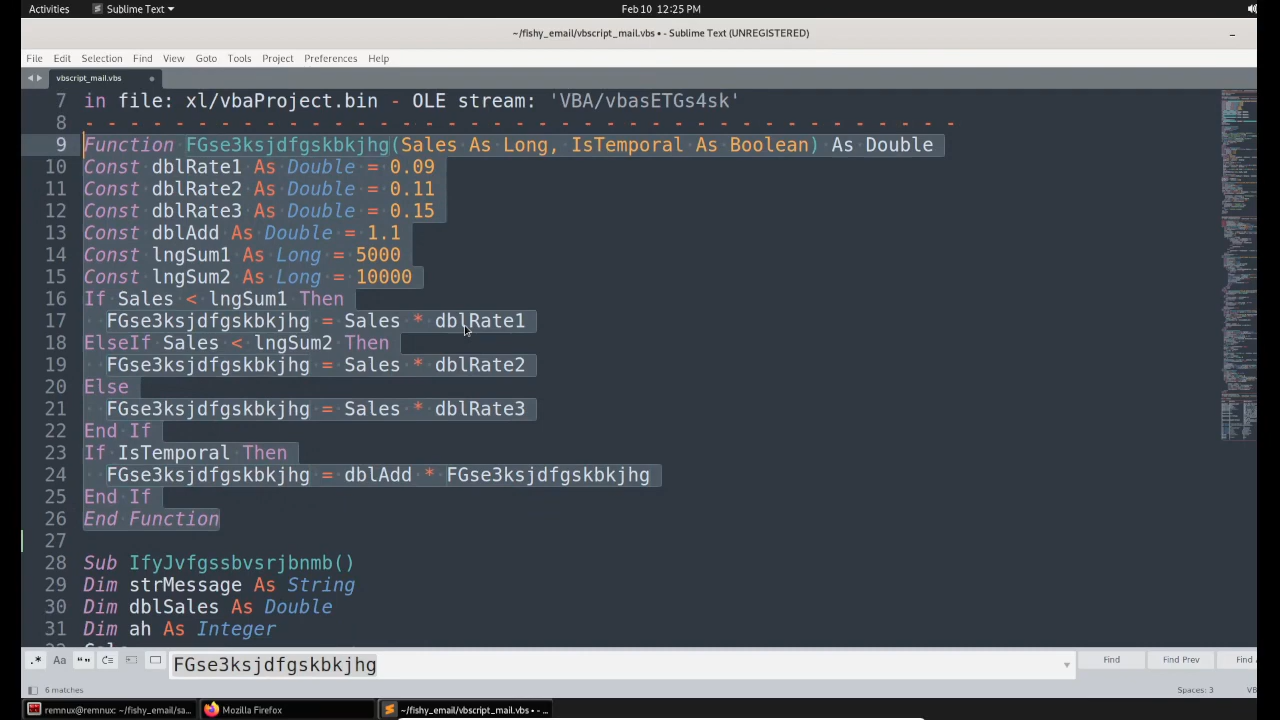 Activities Sublime Text Feb 10 12:25 PM
~/fishy_email/vbscript_mail.vbs • - Sublime Text (UNREGISTERED)
File Edit Selection Find View Goto Tools Project Preferences Help
vbscript_mail.vbs
7 in file: xl/vbaProject.bin - OLE stream: 'VBA/vbasETGs4sk'
8 - - - - - - - - - - - - - - - - - - - - - - - - - - - - - - - - - - - - - - -
9 Function FGse3ksjdfgskbkjhg(Sales As Long, IsTemporal As Boolean) As Double
10 Const dblRate1 As Double = 0.09
11 Const dblRate2 As Double = 0.11
12 Const dblRate3 As Double = 0.15
13 Const dblAdd As Double = 1.1
14 Const lngSum1 As Long = 5000
15 Const lngSum2 As Long = 10000
16 If Sales < lngSum1 Then
17 FGse3ksjdfgskbkjhg = Sales * dblRate1
18 ElseIf Sales < lngSum2 Then
19 FGse3ksjdfgskbkjhg = Sales * dblRate2
20 Else
21 FGse3ksjdfgskbkjhg = Sales * dblRate3
22 End If
23 If IsTemporal Then
24 FGse3ksjdfgskbkjhg = dblAdd * FGse3ksjdfgskbkjhg
25 End If
26 End Function
27
28 Sub IfyJvfgssbvsrjbnmb()
29 Dim strMessage As String
30 Dim dblSales As Double
31 Dim ah As Integer
.* Aa “” FGse3ksjdfgskbkjhg Find Find Prev Find
6 matches Spaces: 3 VB
remnux@remnux: ~/fishy_email/sa... Mozilla Firefox ~/fishy_email/vbscript_mail.vbs • - ...